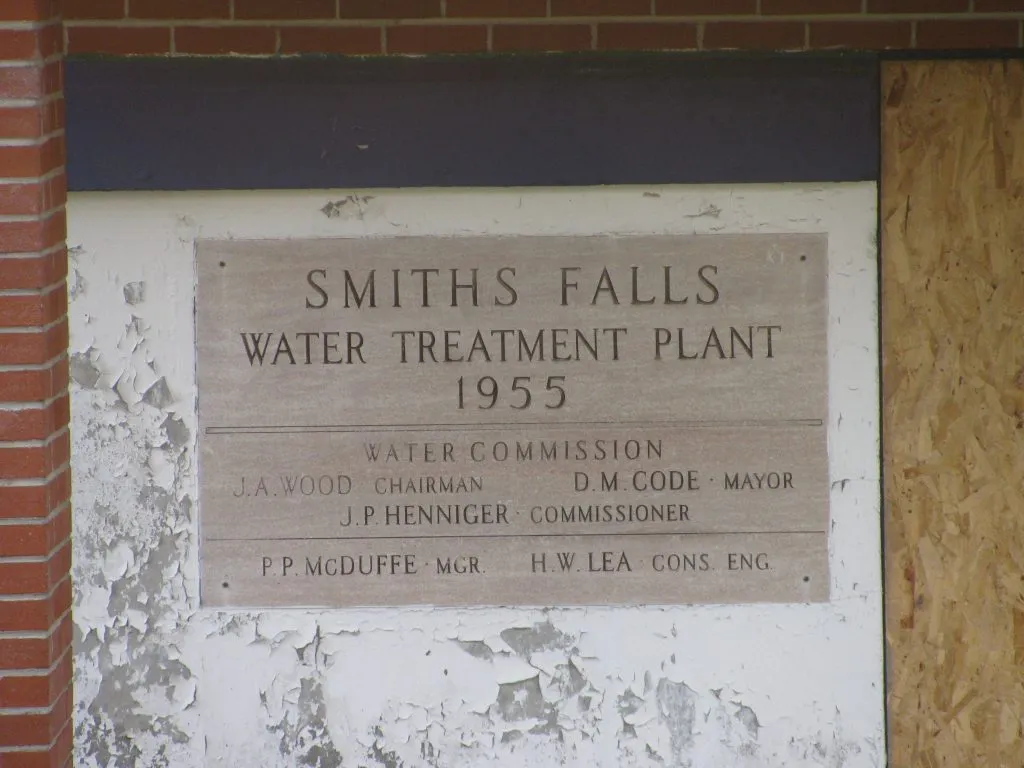 SMITHS FALLS
WATER TREATMENT PLANT
1955
WATER COMMISSION
J.A. WOOD CHAIRMAN D.M. CODE · MAYOR
J.P. HENNIGER · COMMISSIONER
P.P. McDUFFE · MGR. H.W. LEA · CONS. ENG.